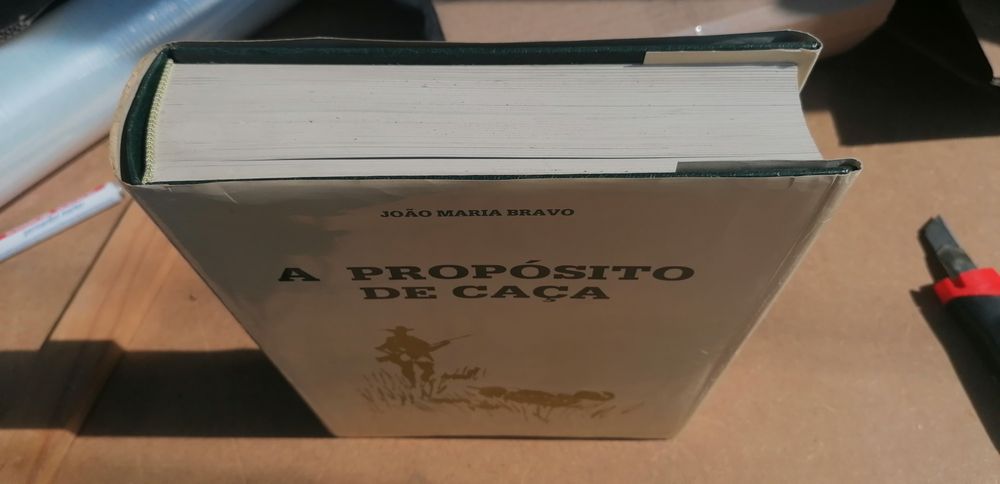 JOÃO MARIA BRAVO
A PROPÓSITO
DE CAÇA